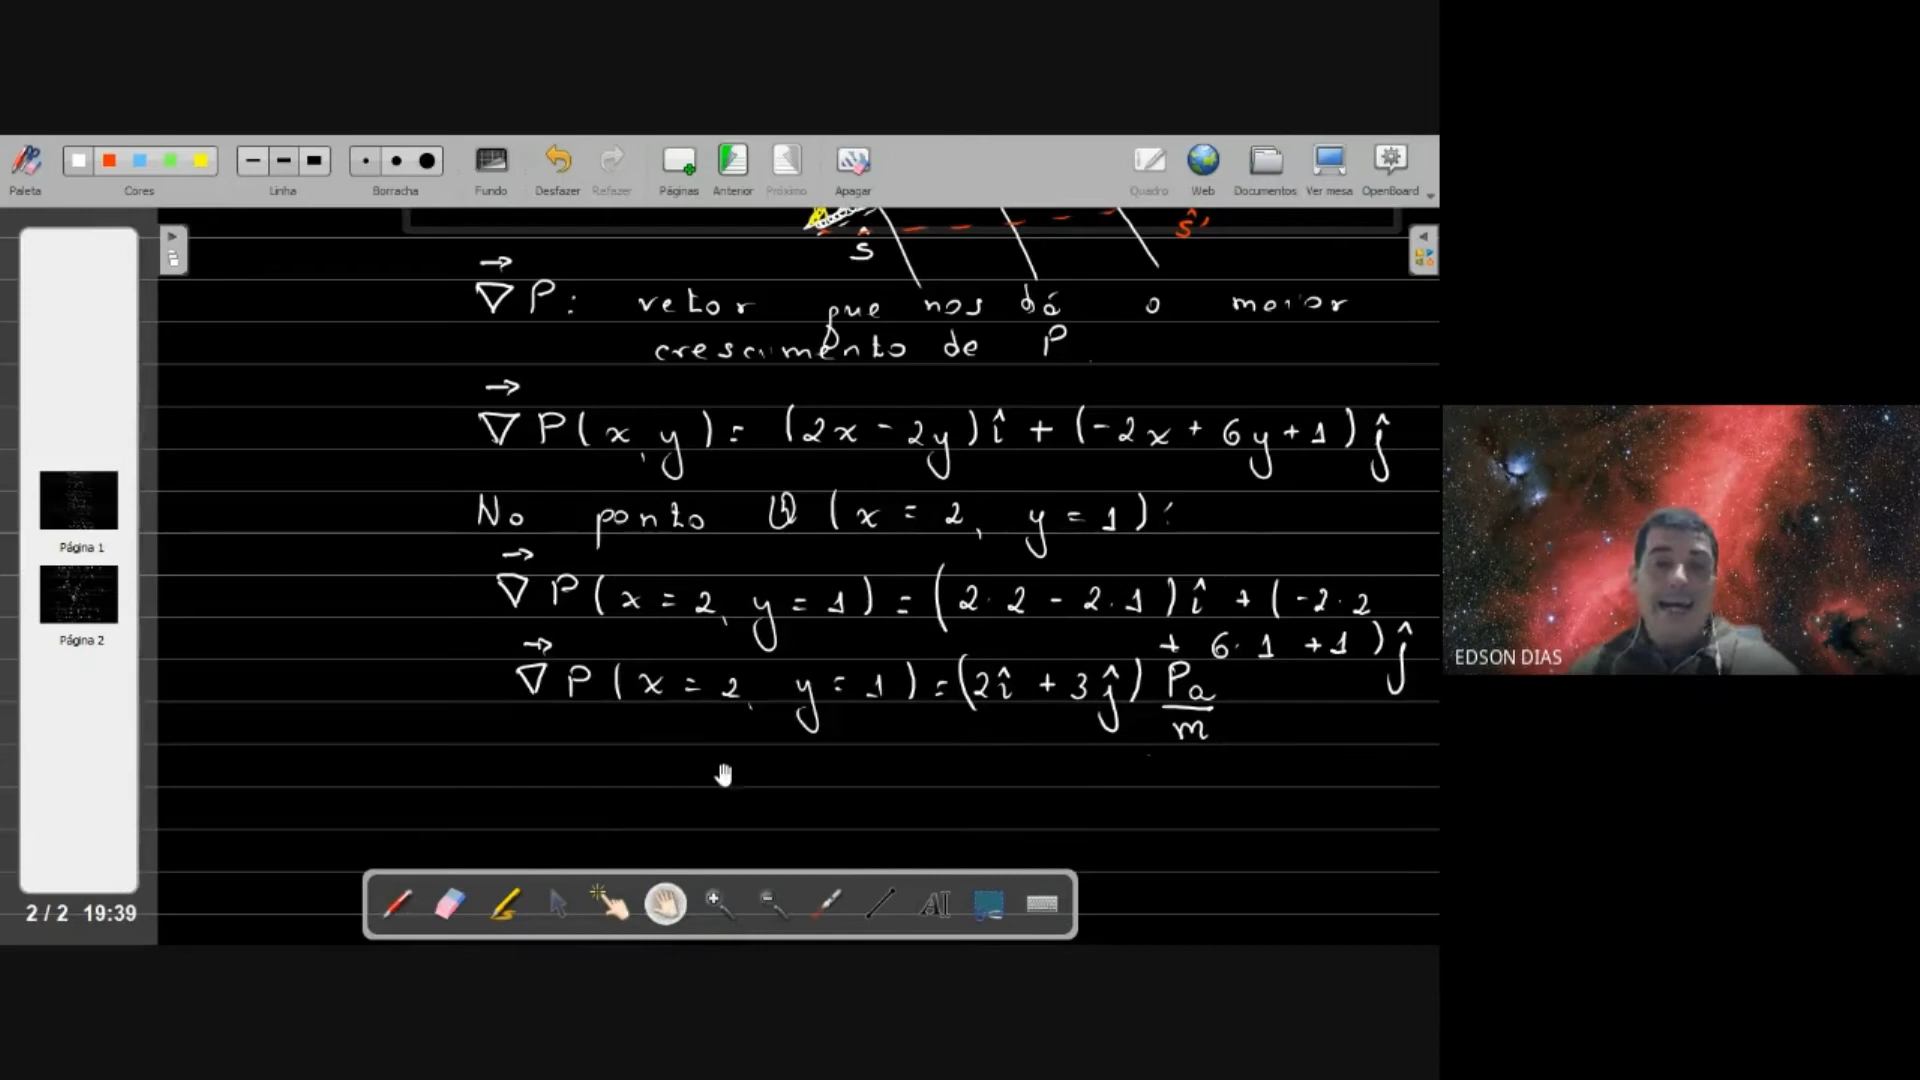 Paleta Cores Linha Borracha Fundo Desfazer Refazer Páginas Anterior Próximo Apagar Quadro Web Documentos Ver mesa OpenBoard
ŝ ŝ'
∇⃗ P: vetor que nos dá o maior
crescimento de P
∇⃗ P(x, y) = (2x - 2y) î + (-2x + 6y + 1) ĵ
No ponto (x = 2, y = 1):
∇⃗ P(x = 2, y = 1) = (2·2 - 2·1) î + (-2·2
+ 6·1 + 1) ĵ
∇⃗ P(x = 2, y = 1) = (2î + 3ĵ) Pa/m
Página 1
Página 2
2 / 2 19:39
AI
EDSON DIAS